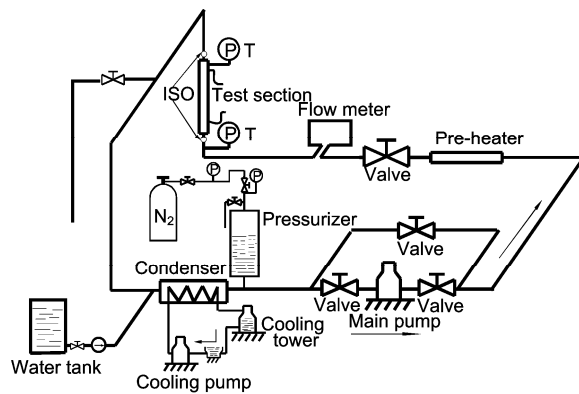 P T
ISO
Test section
Flow meter
P T
Pre-heater
Valve
P
P
N2
Pressurizer
Valve
Condenser
Valve
Valve
Main pump
Cooling
tower
Water tank
Cooling pump